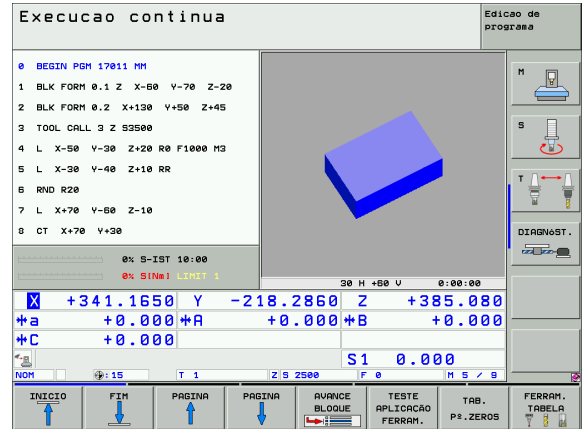 Execucao continua
Edicao de
programa
0 BEGIN PGM 17011 MM
1 BLK FORM 0.1 Z X-60 Y-70 Z-20
2 BLK FORM 0.2 X+130 Y+50 Z+45
3 TOOL CALL 3 Z S3500
4 L X-50 Y-30 Z+20 R0 F1000 M3
5 L X-30 Y-40 Z+10 RR
6 RND R20
7 L X+70 Y-60 Z-10
8 CT X+70 Y+30
M
S
T
DIAGNóST.
0% S-IST 10:00
0% S[Nm] LIMIT 1
30 H +60 V 0:00:00
X +341.1650 Y -218.2860 Z +385.080
a +0.000 A +0.000 B +0.000
C +0.000
S1 0.000
NOM 15 T 1 Z S 2500 F 0 M 5 / 9
INICIO
FIM
PAGINA
PAGINA
AVANCE
BLOQUE
TESTE
APLICACÃO
FERRAM.
TAB.
Pº.ZEROS
FERRAM.
TABELA